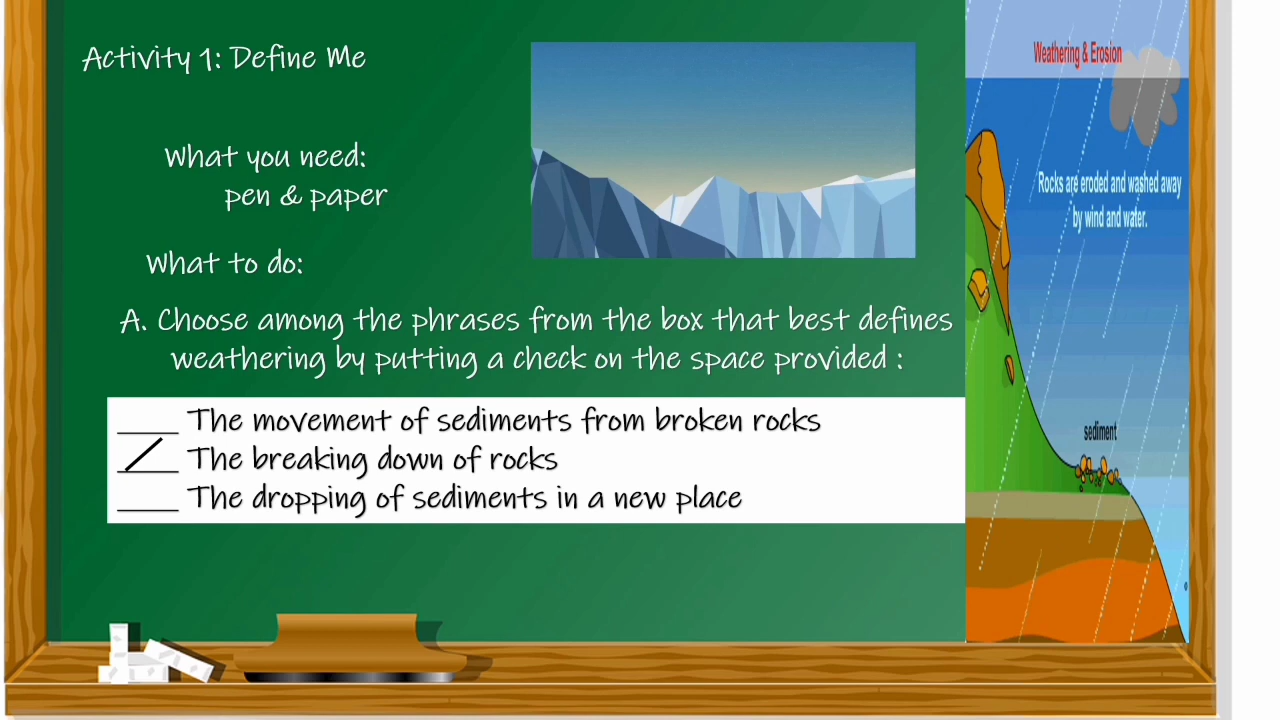 Activity 1: Define Me
What you need:
pen & paper
What to do:
A. Choose among the phrases from the box that best defines
weathering by putting a check on the space provided :
____ The movement of sediments from broken rocks
____ The breaking down of rocks
____ The dropping of sediments in a new place
Weathering & Erosion
Rocks are eroded and washed away
by wind and water.
sediment